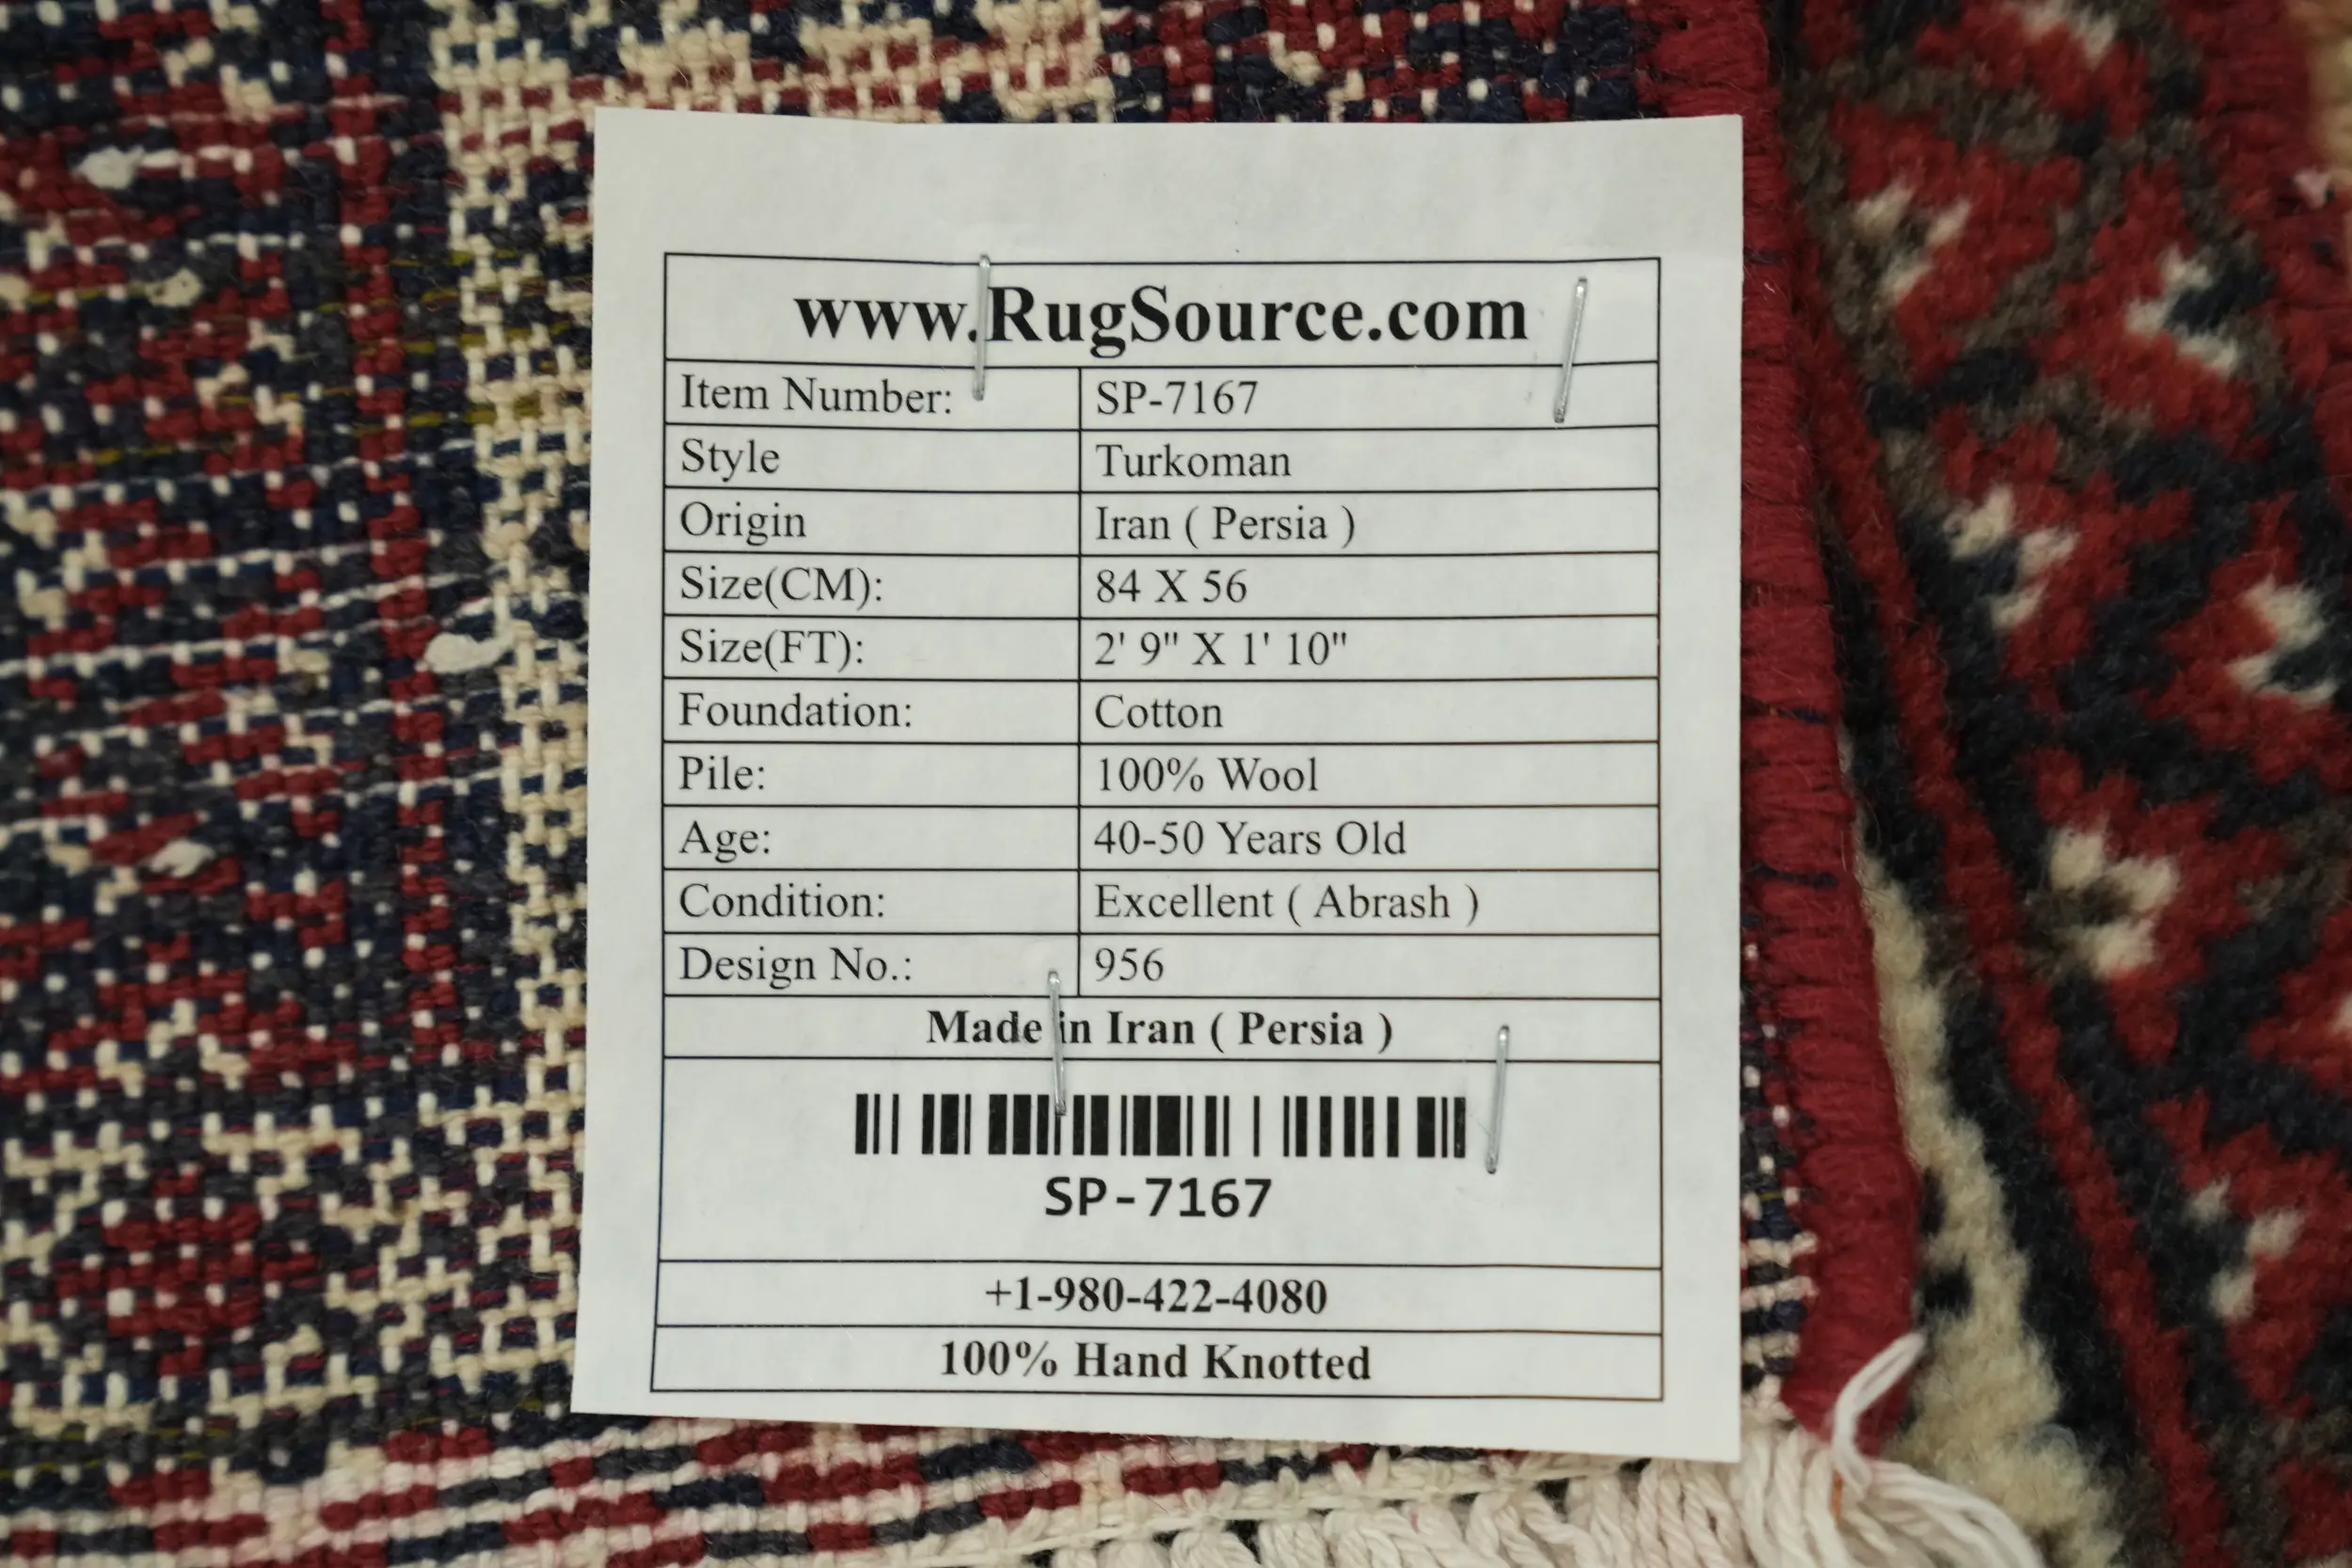 www.RugSource.com
Item Number: SP-7167
Style Turkoman
Origin Iran ( Persia )
Size(CM): 84 X 56
Size(FT): 2' 9" X 1' 10"
Foundation: Cotton
Pile: 100% Wool
Age: 40-50 Years Old
Condition: Excellent ( Abrash )
Design No.: 956
Made in Iran ( Persia )
SP-7167
+1-980-422-4080
100% Hand Knotted